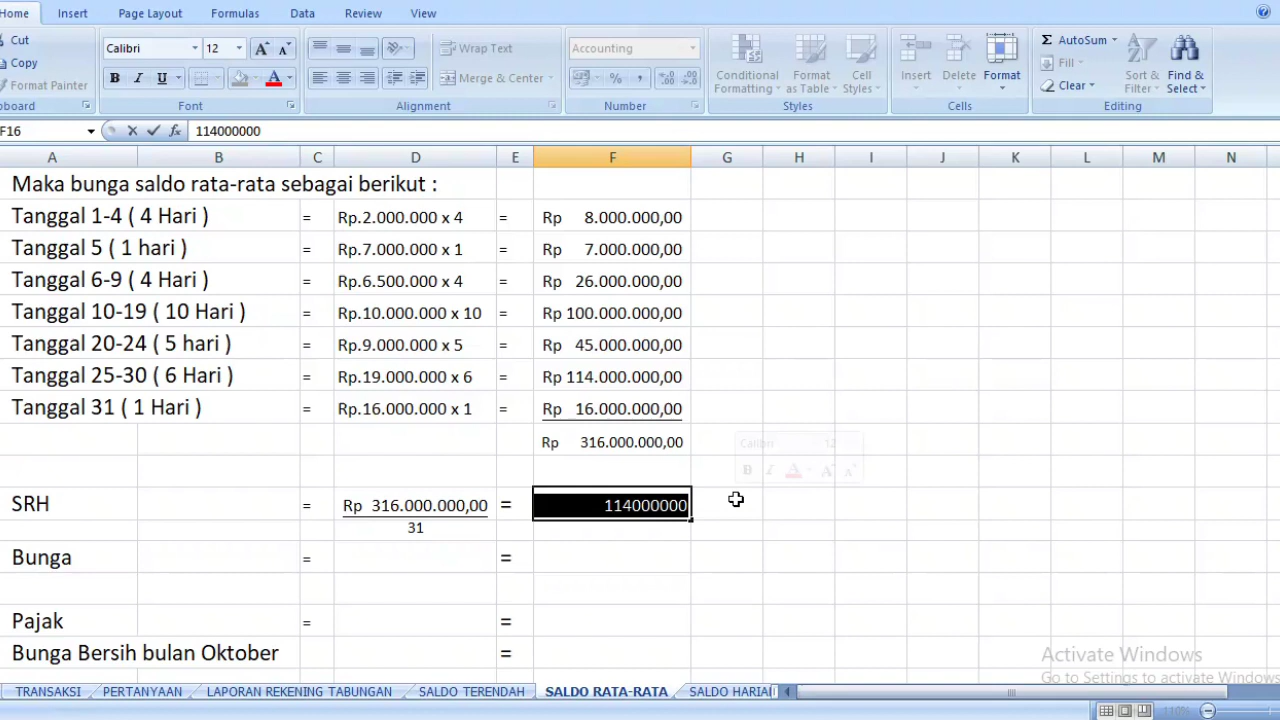 Home Insert Page Layout Formulas Data Review View
Cut
Copy
Format Painter
Calibri 12
Wrap Text
Merge & Center
Accounting
Conditional Formatting
Format as Table
Cell Styles
Insert Delete Format
AutoSum
Fill
Clear
Sort & Filter
Find & Select
board Font Alignment Number Styles Cells Editing
F16 fx 114000000
A B C D E F G H I J K L M N
Maka bunga saldo rata-rata sebagai berikut :
Tanggal 1-4 ( 4 Hari ) = Rp.2.000.000 x 4 = Rp 8.000.000,00
Tanggal 5 ( 1 hari ) = Rp.7.000.000 x 1 = Rp 7.000.000,00
Tanggal 6-9 ( 4 Hari ) = Rp.6.500.000 x 4 = Rp 26.000.000,00
Tanggal 10-19 ( 10 Hari ) = Rp.10.000.000 x 10 = Rp 100.000.000,00
Tanggal 20-24 ( 5 hari ) = Rp.9.000.000 x 5 = Rp 45.000.000,00
Tanggal 25-30 ( 6 Hari ) = Rp.19.000.000 x 6 = Rp 114.000.000,00
Tanggal 31 ( 1 Hari ) = Rp.16.000.000 x 1 = Rp 16.000.000,00
Rp 316.000.000,00
Calibri 12
B I A A A
SRH = Rp 316.000.000,00 = 114000000
31
Bunga = =
Pajak = =
Bunga Bersih bulan Oktober =
Activate Windows
Go to Settings to activate Windows
TRANSAKSI PERTANYAAN LAPORAN REKENING TABUNGAN SALDO TERENDAH SALDO RATA-RATA SALDO HARIAN
110%